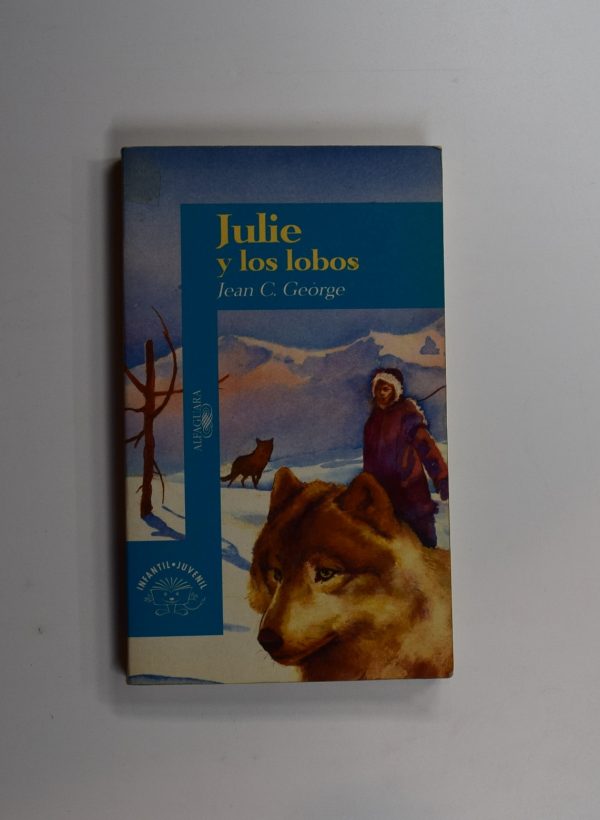 Julie
y los lobos
Jean C. George
ALFAGUARA
INFANTIL • JUVENIL